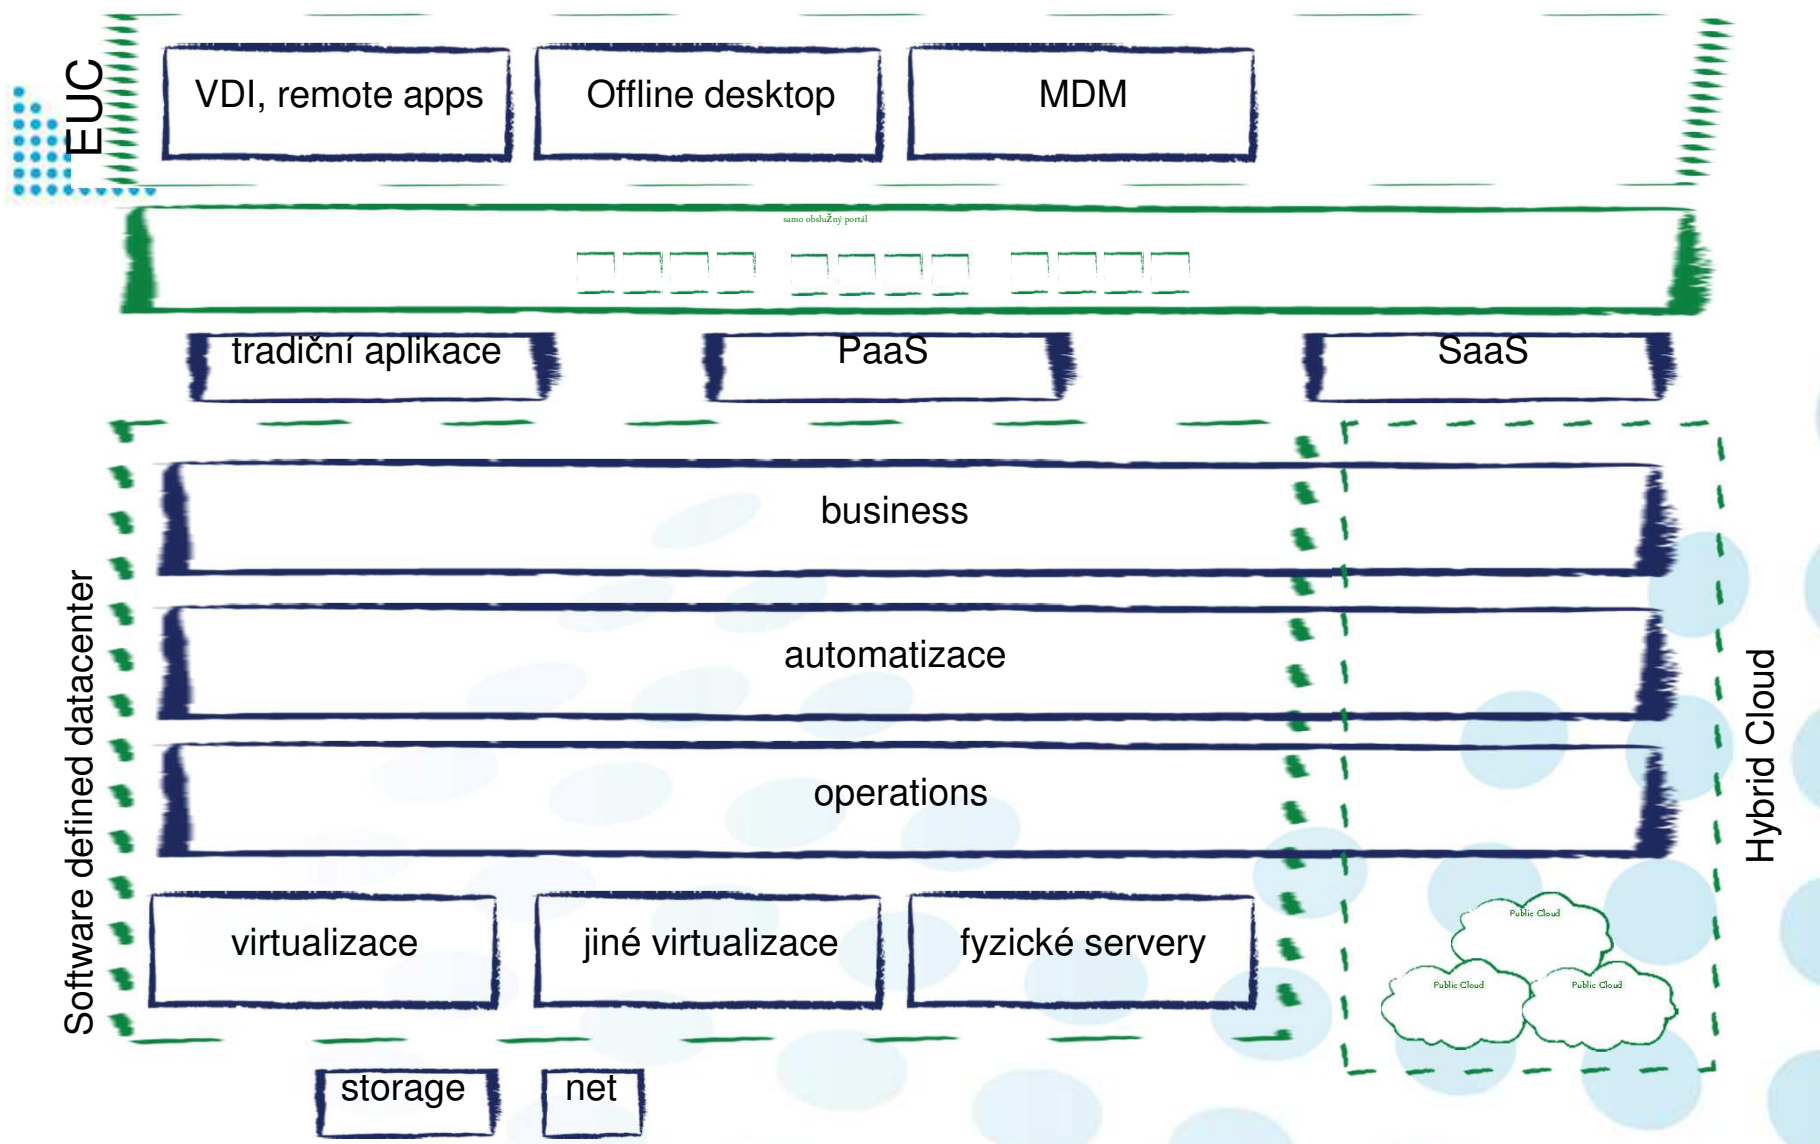 EUC
VDI, remote apps
Offline desktop
MDM
samo obslužný portál
tradiční aplikace
PaaS
SaaS
Software defined datacenter
business
automatizace
operations
virtualizace
jiné virtualizace
fyzické servery
Hybrid Cloud
Public Cloud
Public Cloud
Public Cloud
storage
net